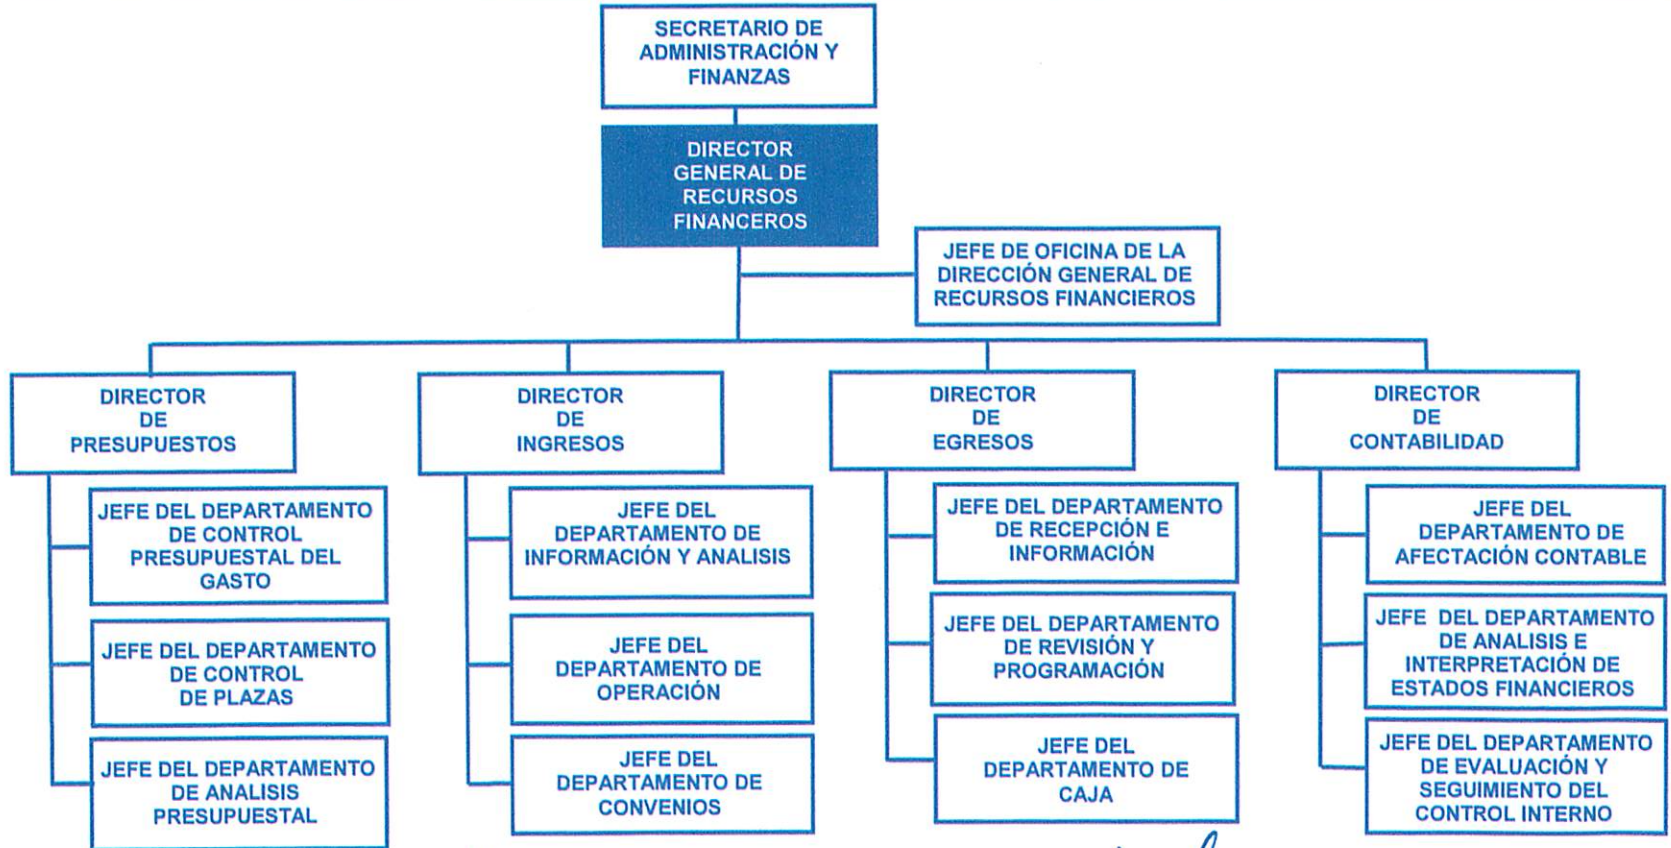 SECRETARIO DE
ADMINISTRACIÓN Y
FINANZAS
DIRECTOR
GENERAL DE
RECURSOS
FINANCEROS
JEFE DE OFICINA DE LA
DIRECCIÓN GENERAL DE
RECURSOS FINANCIEROS
DIRECTOR
DE
PRESUPUESTOS
JEFE DEL DEPARTAMENTO
DE CONTROL
PRESUPUESTAL DEL
GASTO
JEFE DEL DEPARTAMENTO
DE CONTROL
DE PLAZAS
JEFE DEL DEPARTAMENTO
DE ANALISIS
PRESUPUESTAL
DIRECTOR
DE
INGRESOS
JEFE DEL
DEPARTAMENTO DE
INFORMACIÓN Y ANALISIS
JEFE DEL
DEPARTAMENTO DE
OPERACIÓN
JEFE DEL
DEPARTAMENTO DE
CONVENIOS
DIRECTOR
DE
EGRESOS
JEFE DEL DEPARTAMENTO
DE RECEPCIÓN E
INFORMACIÓN
JEFE DEL DEPARTAMENTO
DE REVISIÓN Y
PROGRAMACIÓN
JEFE DEL
DEPARTAMENTO DE
CAJA
DIRECTOR
DE
CONTABILIDAD
JEFE DEL
DEPARTAMENTO DE
AFECTACIÓN CONTABLE
JEFE DEL DEPARTAMENTO
DE ANALISIS E
INTERPRETACIÓN DE
ESTADOS FINANCIEROS
JEFE DEL DEPARTAMENTO
DE EVALUACIÓN Y
SEGUIMIENTO DEL
CONTROL INTERNO